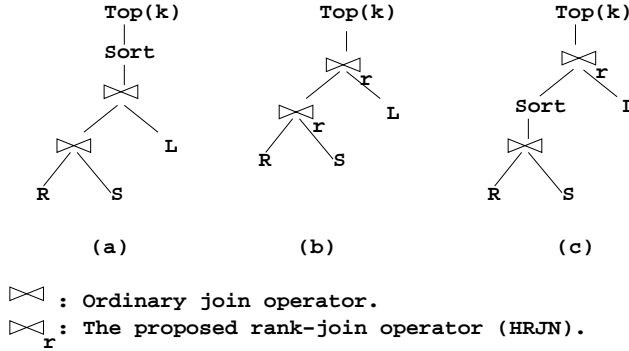 Top(k) Top(k) Top(k)
Sort
r r
L Sort L
r
L R S
R S R S
(a) (b) (c)
: Ordinary join operator.
r : The proposed rank-join operator (HRJN).